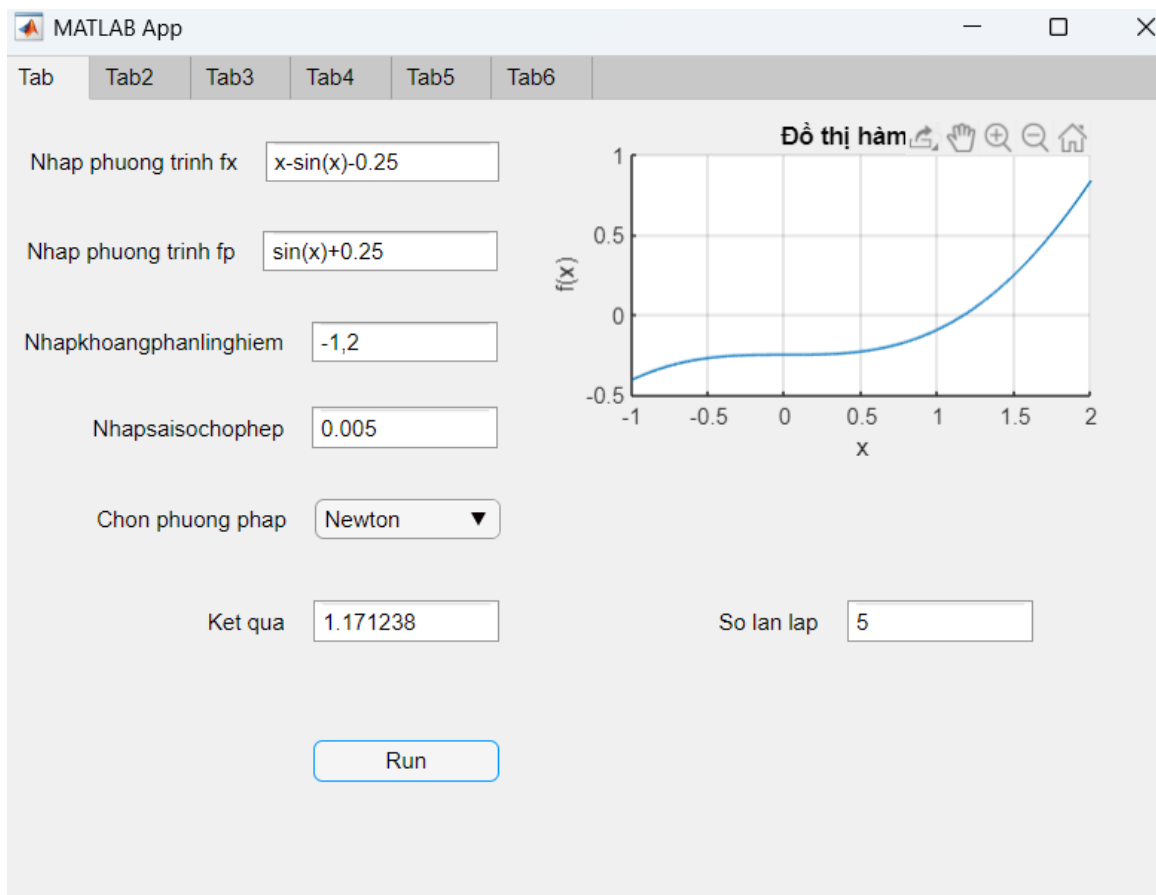 MATLAB App
Tab Tab2 Tab3 Tab4 Tab5 Tab6
Nhap phuong trinh fx x-sin(x)-0.25
Nhap phuong trinh fp sin(x)+0.25
Nhapkhoangphanlinghiem -1,2
Nhapsaisochophep 0.005
Chon phuong phap Newton
Ket qua 1.171238
Run
Đồ thị hàm
f(x)
1
0.5
0
-0.5
-1 -0.5 0 0.5 1 1.5 2
x
So lan lap 5